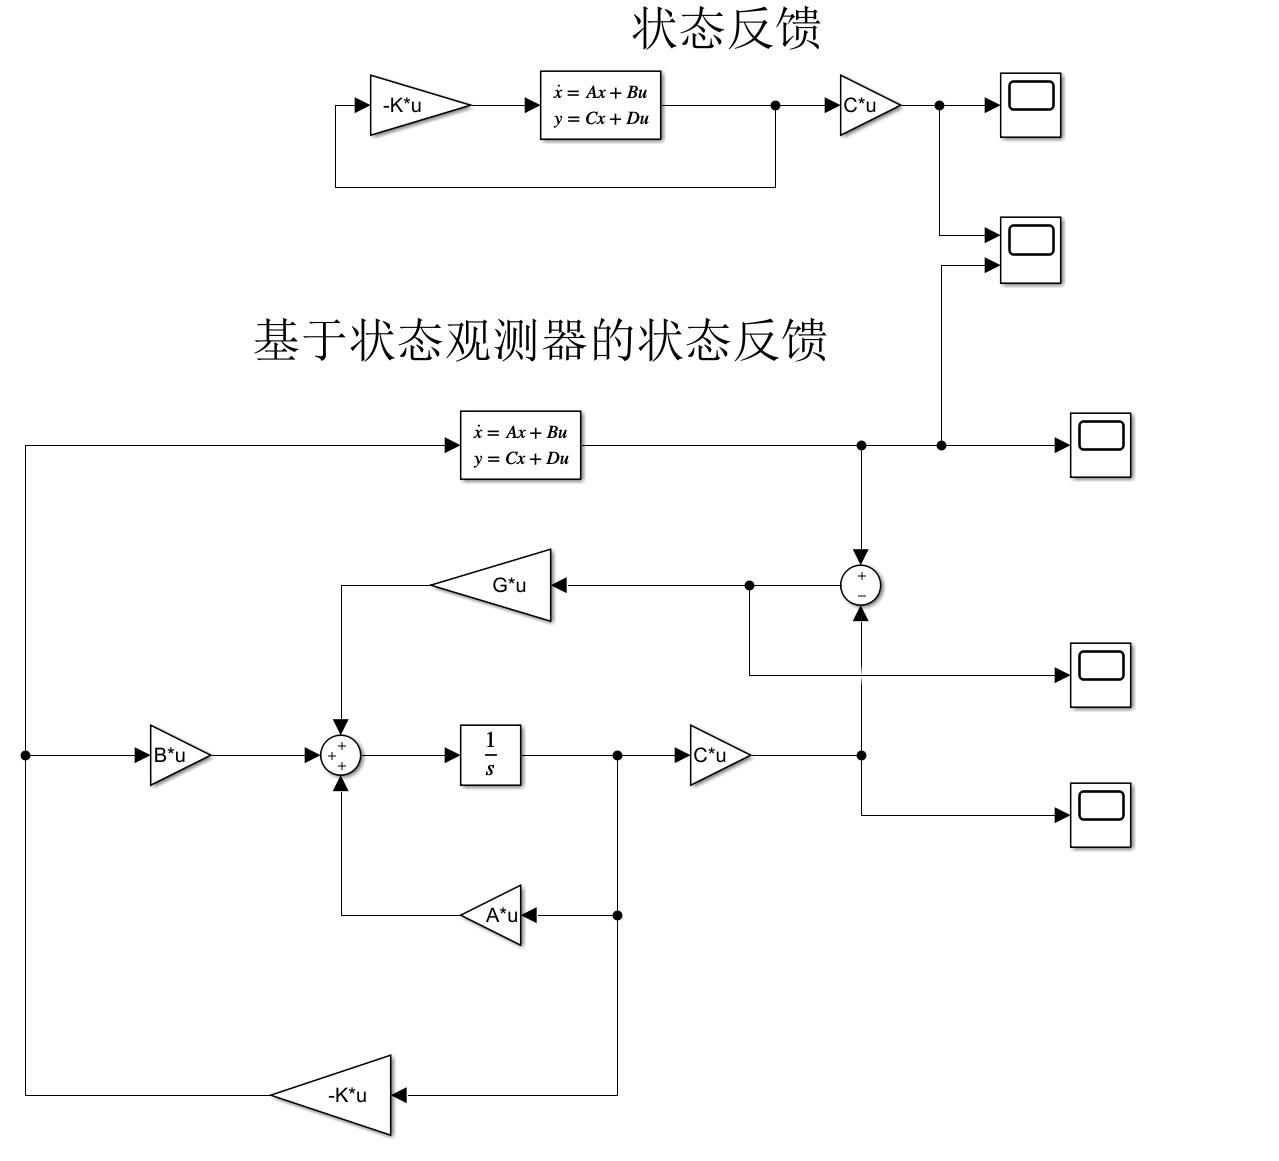 状态反馈
-K*u
ẋ = Ax + Bu
y = Cx + Du
C*u
基于状态观测器的状态反馈
ẋ = Ax + Bu
y = Cx + Du
G*u
+
−
B*u
+
+
+
1
s
C*u
A*u
-K*u